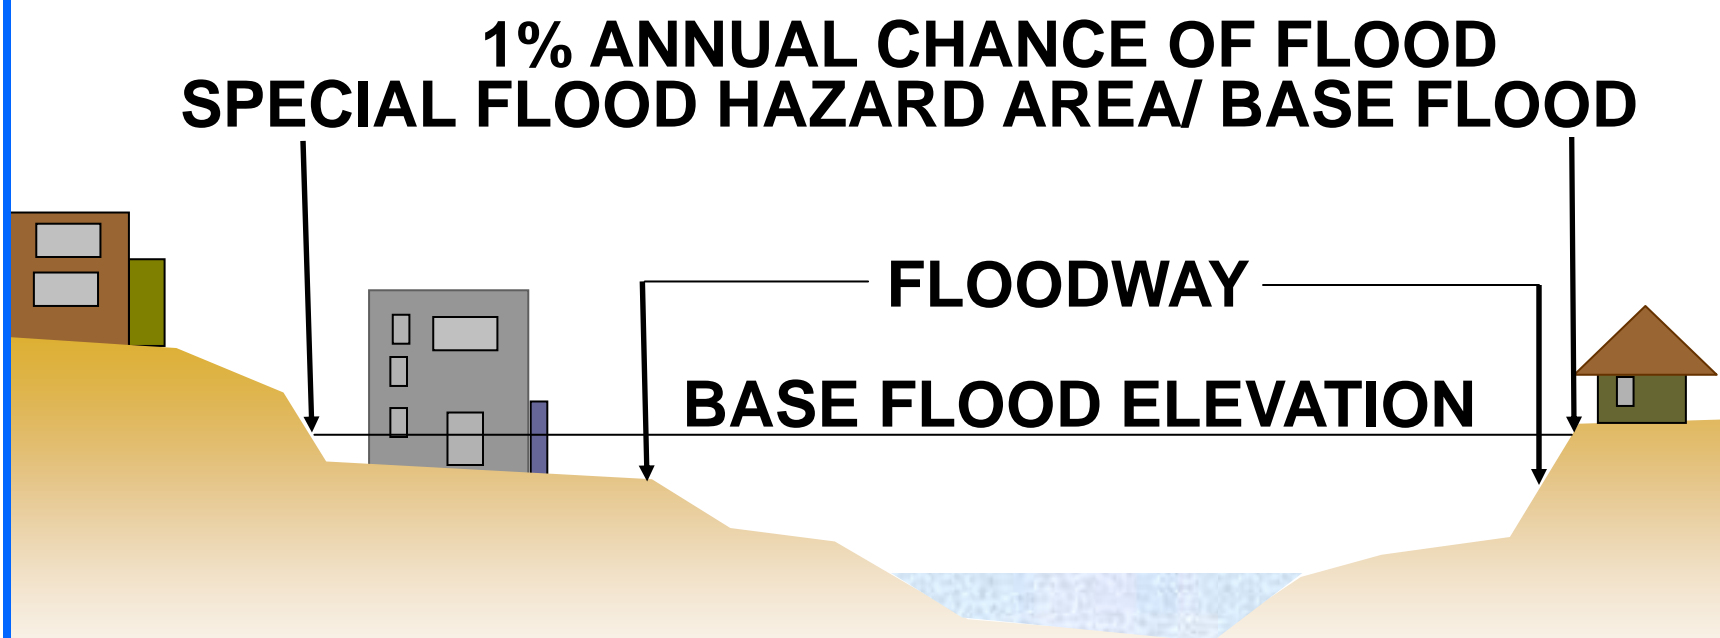 1% ANNUAL CHANCE OF FLOOD
SPECIAL FLOOD HAZARD AREA/ BASE FLOOD
FLOODWAY
BASE FLOOD ELEVATION